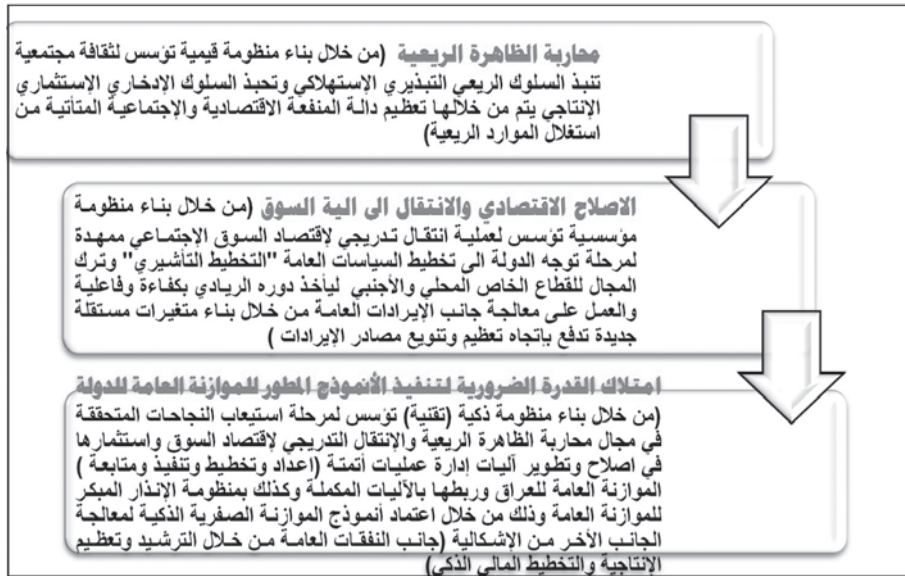 محاربة الظاهرة الريعية (من خلال بناء منظومة قيمية تؤسس لثقافة مجتمعية
تنبذ السلوك الريعي التبذيري الإستهلاكي وتحبذ السلوك الإدخاري الإستثماري
الإنتاجي يتم من خلالها تعظيم دالة المنفعة الاقتصادية والإجتماعية المتأتية من
استغلال الموارد الريعية)
الاصلاح الاقتصادي والانتقال الى الية السوق (من خلال بناء منظومة
مؤسسية تؤسس لعملية انتقال تدريجي لإقتصاد السوق الإجتماعي ممهدة
لمرحلة توجه الدولة الى تخطيط السياسات العامة "التخطيط التأشيري" وترك
المجال للقطاع الخاص المحلي والأجنبي ليأخذ دوره الريادي بكفاءة وفاعلية
والعمل على معالجة جانب الإيرادات العامة من خلال بناء متغيرات مستقلة
جديدة تدفع بإتجاه تعظيم وتنويع مصادر الإيرادات )
امتلاك القدرة الضرورية لتنفيذ الأنموذج المطور للموازنة العامة للدولة
(من خلال بناء منظومة ذكية (تقنية) تؤسس لمرحلة استيعاب النجاحات المتحققة
في مجال محاربة الظاهرة الريعية والإنتقال التدريجي لإقتصاد السوق واستثمارها
في اصلاح وتطوير آليات إدارة عمليات أتمتة (اعداد وتخطيط وتنفيذ ومتابعة )
الموازنة العامة للعراق وربطها بالآليات المكملة وكذلك بمنظومة الإنذار المبكر
للموازنة العامة وذلك من خلال اعتماد أنموذج الموازنة الصفرية الذكية لمعالجة
الجانب الأخر من الإشكالية (جانب النفقات العامة من خلال الترشيد وتعظيم
الإنتاجية والتخطيط المالي الذكي)